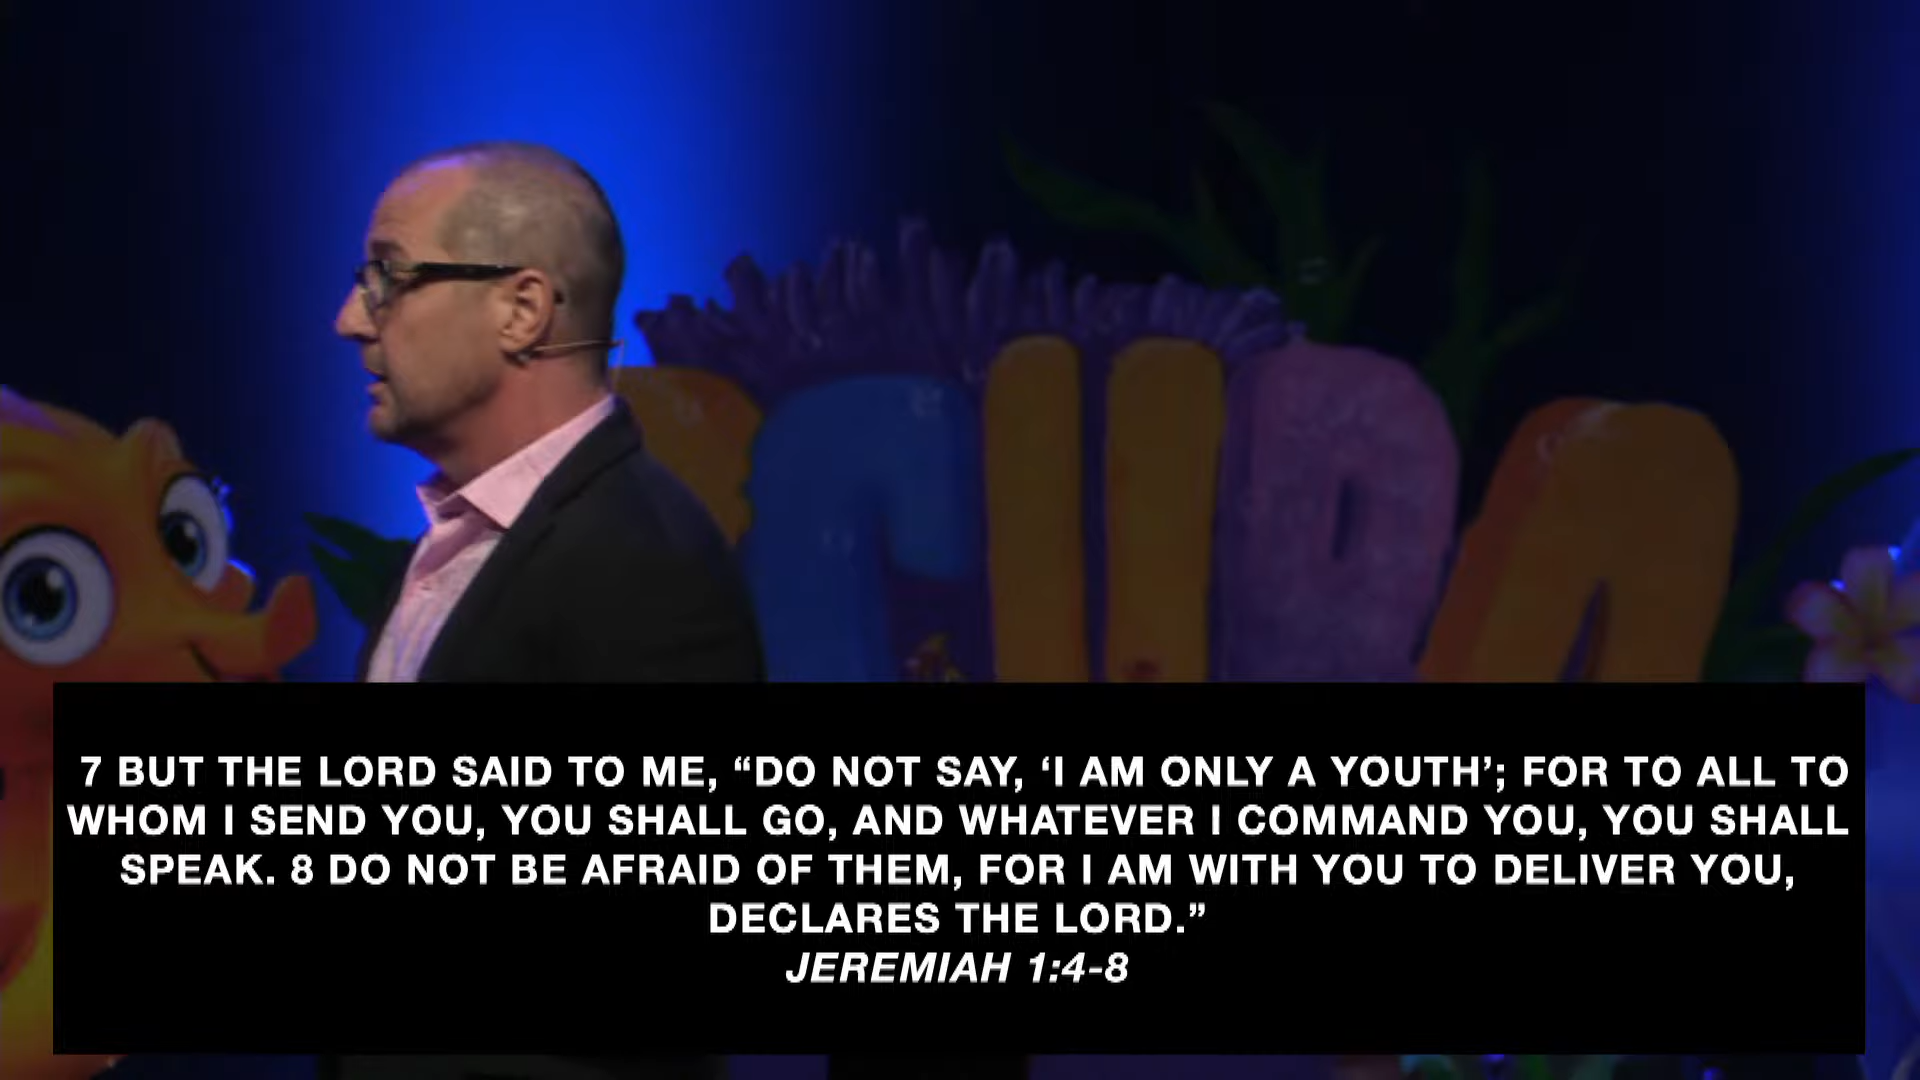 SCUBA
7 BUT THE LORD SAID TO ME, “DO NOT SAY, ‘I AM ONLY A YOUTH’; FOR TO ALL TO
WHOM I SEND YOU, YOU SHALL GO, AND WHATEVER I COMMAND YOU, YOU SHALL
SPEAK. 8 DO NOT BE AFRAID OF THEM, FOR I AM WITH YOU TO DELIVER YOU,
DECLARES THE LORD.”
JEREMIAH 1:4-8